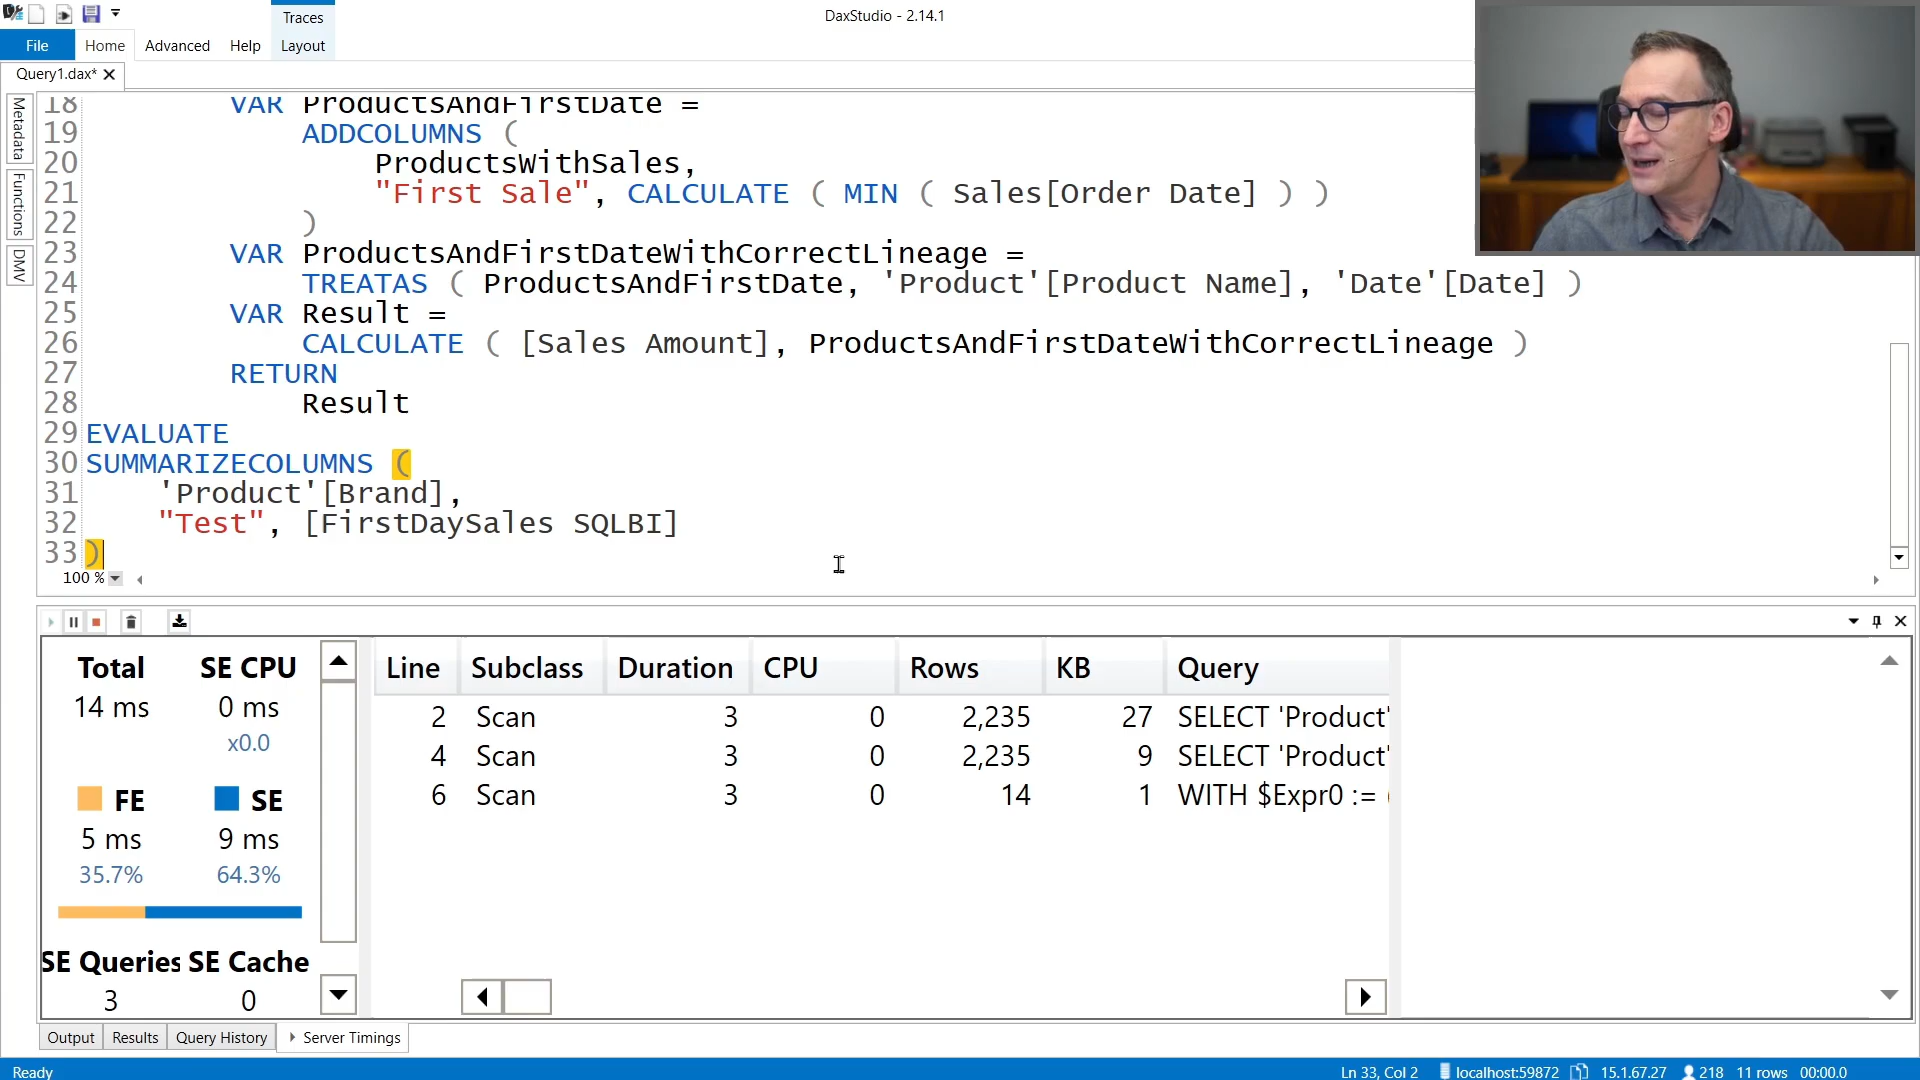 DaxStudio - 2.14.1
Traces
File Home Advanced Help Layout
Query1.dax*
Metadata
Functions
DMV
18 VAR ProductsAndFirstDate =
19 ADDCOLUMNS (
20 ProductsWithSales,
21 "First Sale", CALCULATE ( MIN ( Sales[Order Date] ) )
22 )
23 VAR ProductsAndFirstDateWithCorrectLineage =
24 TREATAS ( ProductsAndFirstDate, 'Product'[Product Name], 'Date'[Date] )
25 VAR Result =
26 CALCULATE ( [Sales Amount], ProductsAndFirstDateWithCorrectLineage )
27 RETURN
28 Result
29 EVALUATE
30 SUMMARIZECOLUMNS (
31 'Product'[Brand],
32 "Test", [FirstDaySales SQLBI]
33 )
100 %
Total SE CPU
14 ms 0 ms
x0.0
FE SE
5 ms 9 ms
35.7% 64.3%
SE Queries SE Cache
3 0
Line Subclass Duration CPU Rows KB Query
2 Scan 3 0 2,235 27 SELECT 'Product'
4 Scan 3 0 2,235 9 SELECT 'Product'
6 Scan 3 0 14 1 WITH $Expr0 := (
Output Results Query History Server Timings
Ready Ln 33, Col 2 localhost:59872 15.1.67.27 218 11 rows 00:00.0